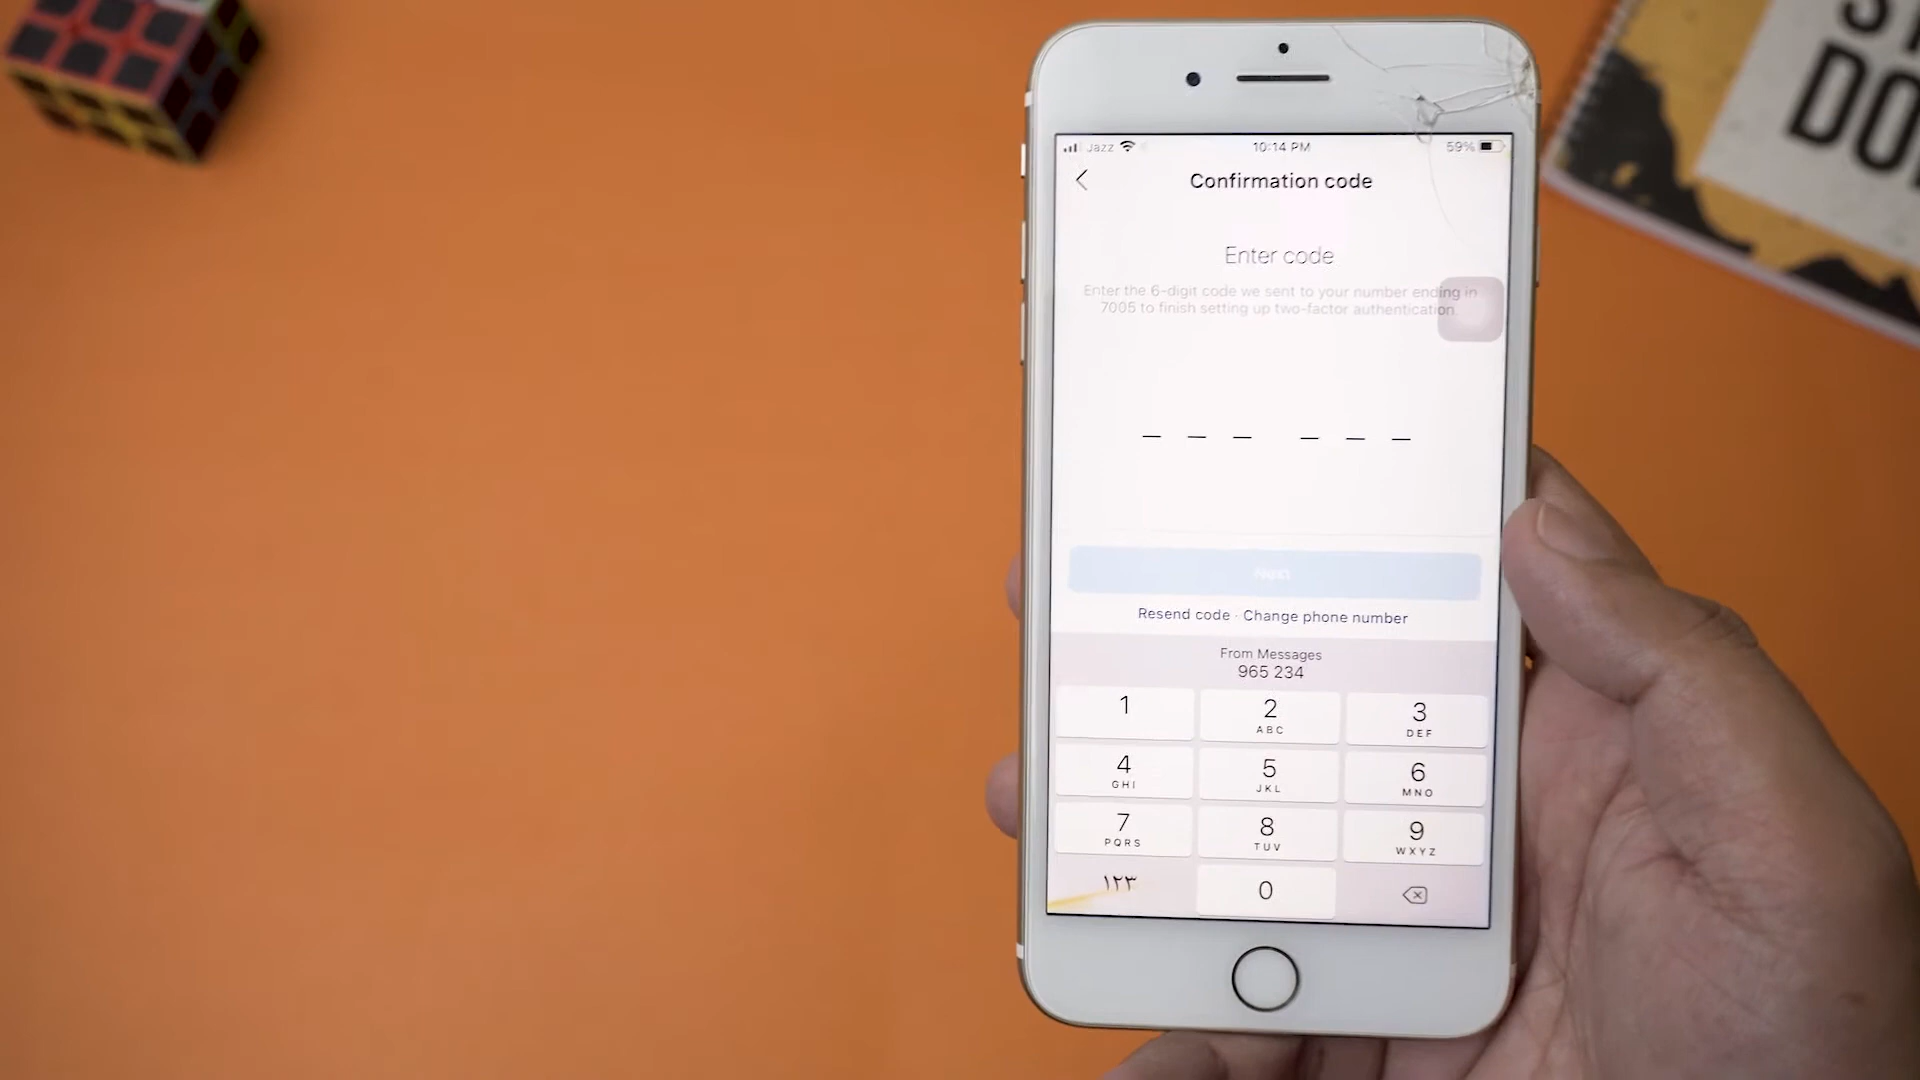 Jazz 10:14 PM 59%
Confirmation code
Enter code
Enter the 6-digit code we sent to your number ending in
7005 to finish setting up two-factor authentication.
Next
Resend code · Change phone number
From Messages
965 234
1
2
ABC
3
DEF
4
GHI
5
JKL
6
MNO
7
PQRS
8
TUV
9
WXYZ
١٢٣
0